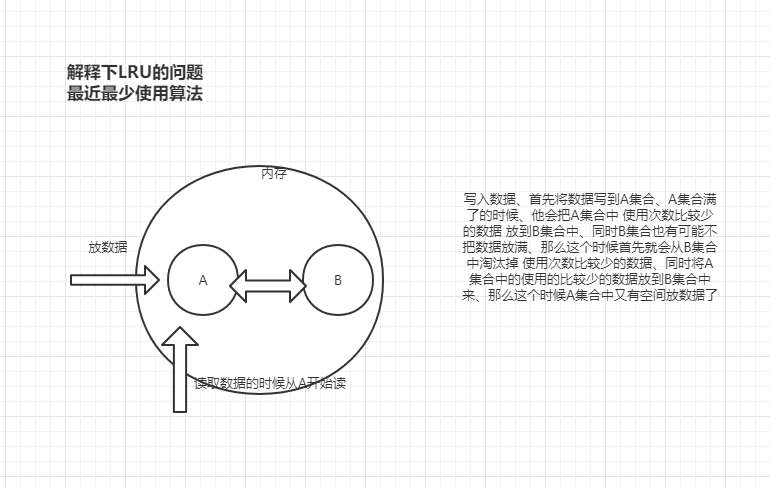 解释下LRU的问题
最近最少使用算法
内存
写入数据、首先将数据写到A集合、A集合满
了的时候、他会把A集合中 使用次数比较少
的数据 放到B集合中、同时B集合也有可能不
把数据放满、那么这个时候首先就会从B集合
中淘汰掉 使用次数比较少的数据、同时将A
集合中的使用的比较少的数据放到B集合中
来、那么这个时候A集合中又有空间放数据了
放数据
A
B
读取数据的时候从A开始读